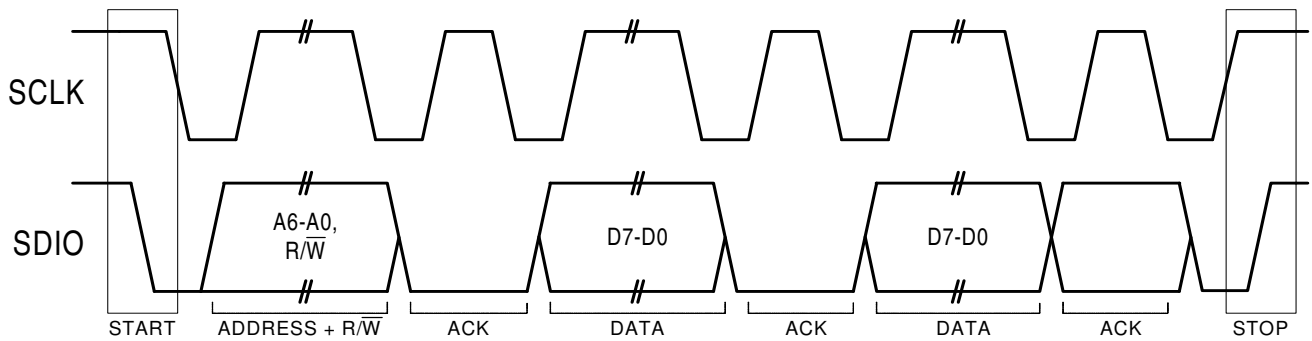 SCLK
SDIO
A6-A0,
R/W̅
D7-D0
D7-D0
START
ADDRESS + R/W̅
ACK
DATA
ACK
DATA
ACK
STOP